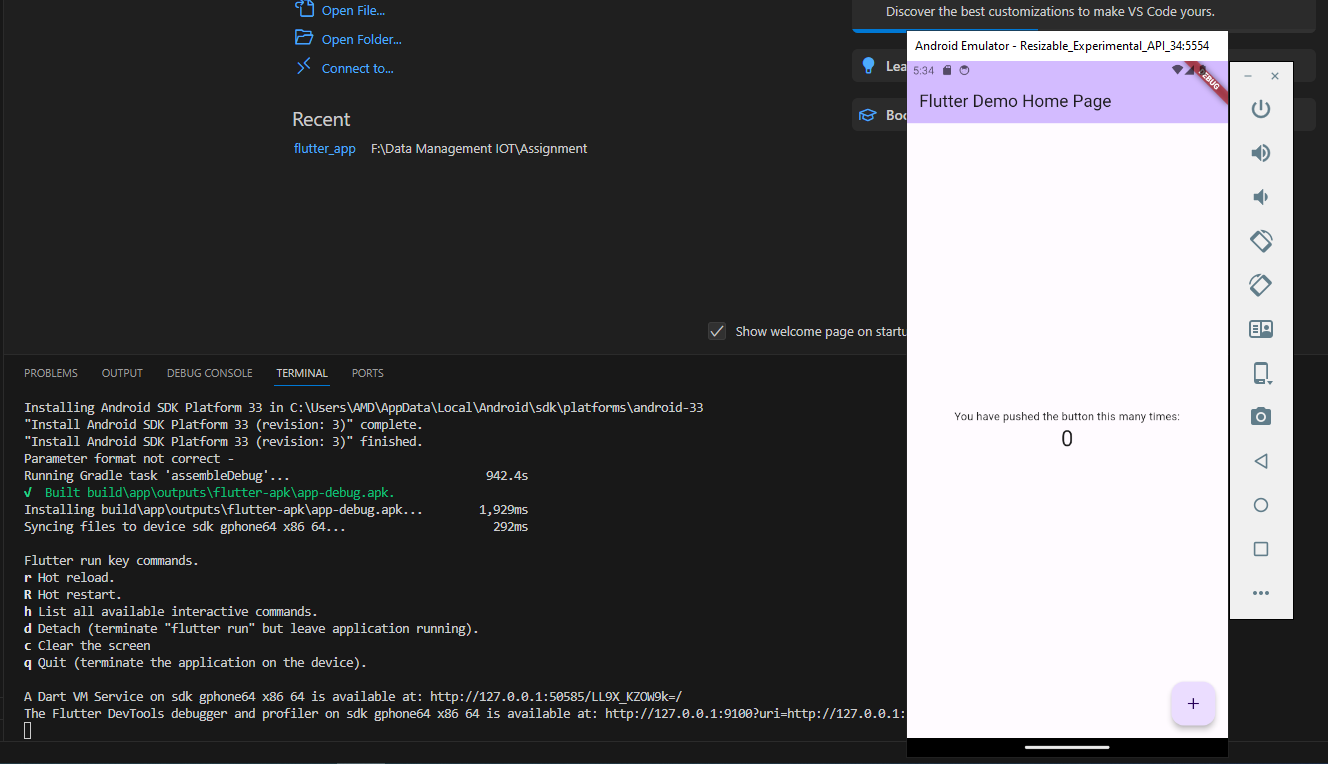 Open File...
Open Folder...
Connect to...
Recent
flutter_app F:\Data Management IOT\Assignment
Discover the best customizations to make VS Code yours.
Show welcome page on startu
PROBLEMS OUTPUT DEBUG CONSOLE TERMINAL PORTS
Installing Android SDK Platform 33 in C:\Users\AMD\AppData\Local\Android\sdk\platforms\android-33
"Install Android SDK Platform 33 (revision: 3)" complete.
"Install Android SDK Platform 33 (revision: 3)" finished.
Parameter format not correct -
Running Gradle task 'assembleDebug'... 942.4s
√ Built build\app\outputs\flutter-apk\app-debug.apk.
Installing build\app\outputs\flutter-apk\app-debug.apk... 1,929ms
Syncing files to device sdk gphone64 x86 64... 292ms
Flutter run key commands.
r Hot reload.
R Hot restart.
h List all available interactive commands.
d Detach (terminate "flutter run" but leave application running).
c Clear the screen
q Quit (terminate the application on the device).
A Dart VM Service on sdk gphone64 x86 64 is available at: http://127.0.0.1:50585/LL9X_KZOW9k=/
The Flutter DevTools debugger and profiler on sdk gphone64 x86 64 is available at: http://127.0.0.1:9100?uri=http://127.0.0.1:
Lea
Boo
Android Emulator - Resizable_Experimental_API_34:5554
5:34
Flutter Demo Home Page
You have pushed the button this many times:
0
+